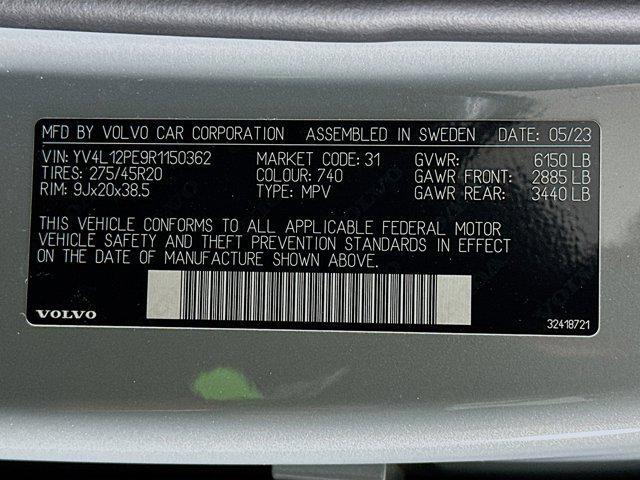 MFD BY VOLVO CAR CORPORATION ASSEMBLED IN SWEDEN DATE: 05/23
VIN: YV4L12PE9R1150362 MARKET CODE: 31 GVWR: 6150 LB
TIRES: 275/45R20 COLOUR: 740 GAWR FRONT: 2885 LB
RIM: 9Jx20x38.5 TYPE: MPV GAWR REAR: 3440 LB
THIS VEHICLE CONFORMS TO ALL APPLICABLE FEDERAL MOTOR
VEHICLE SAFETY AND THEFT PREVENTION STANDARDS IN EFFECT
ON THE DATE OF MANUFACTURE SHOWN ABOVE.
VOLVO 32418721